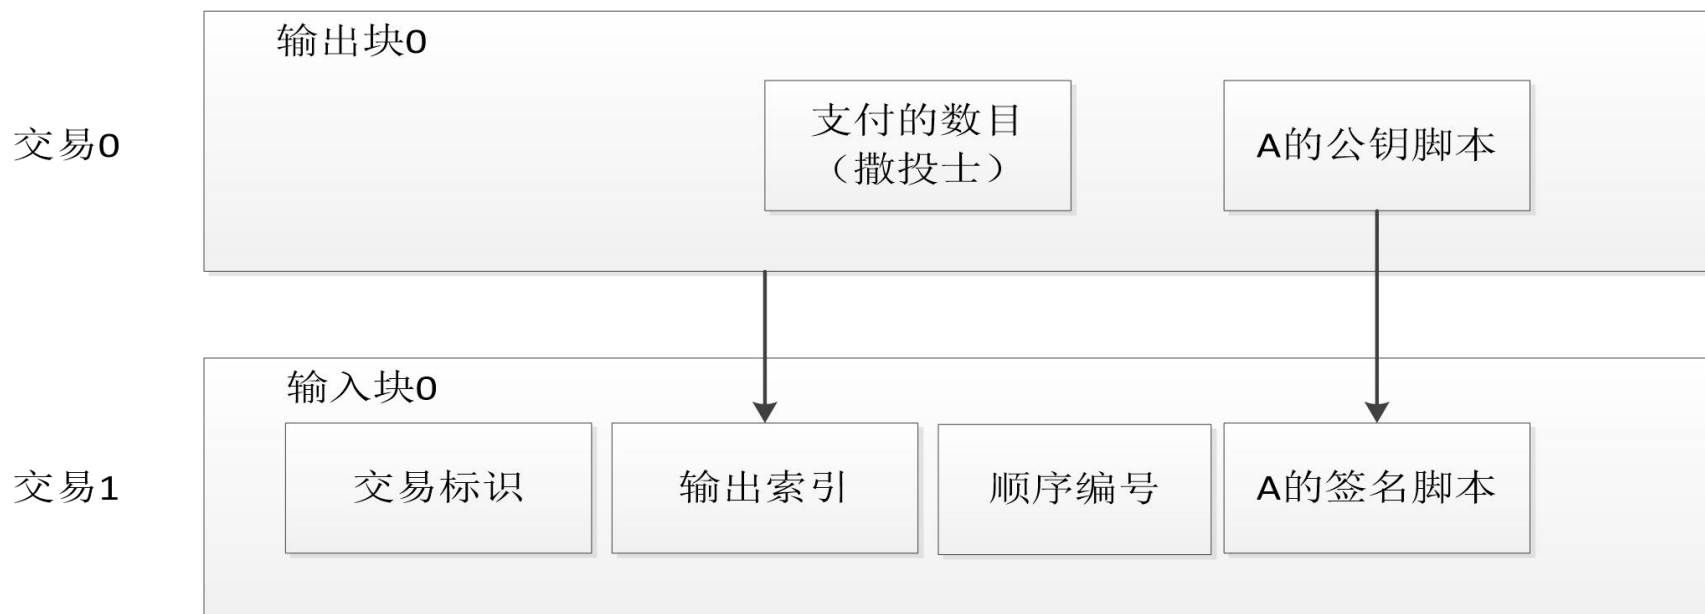 输出块0
交易0
支付的数目
（撒投士）
A的公钥脚本
输入块0
交易1
交易标识
输出索引
顺序编号
A的签名脚本